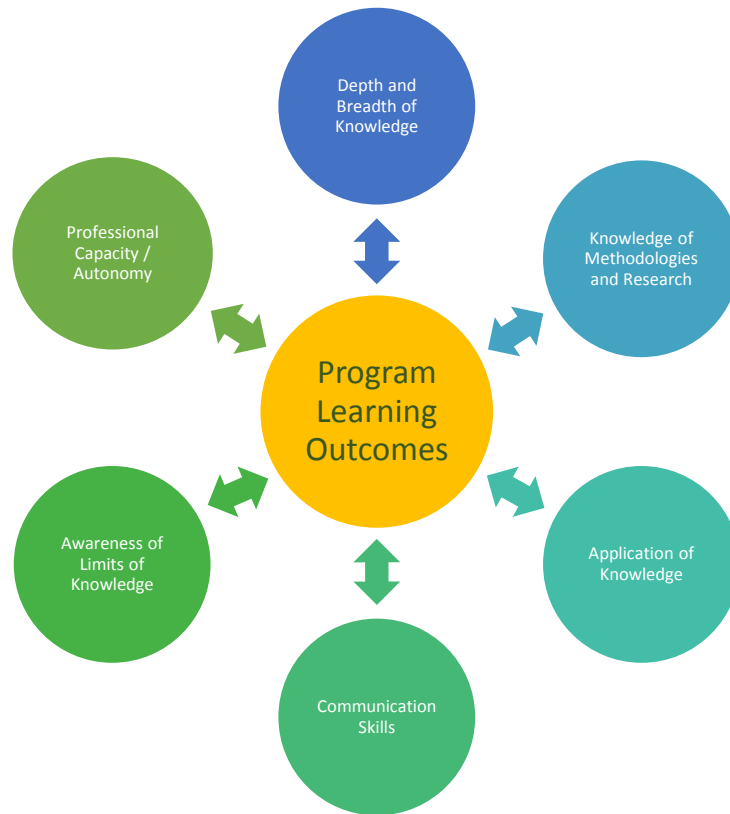 Depth and
Breadth of
Knowledge
Professional
Capacity /
Autonomy
Knowledge of
Methodologies
and Research
Program
Learning
Outcomes
Awareness of
Limits of
Knowledge
Application of
Knowledge
Communication
Skills